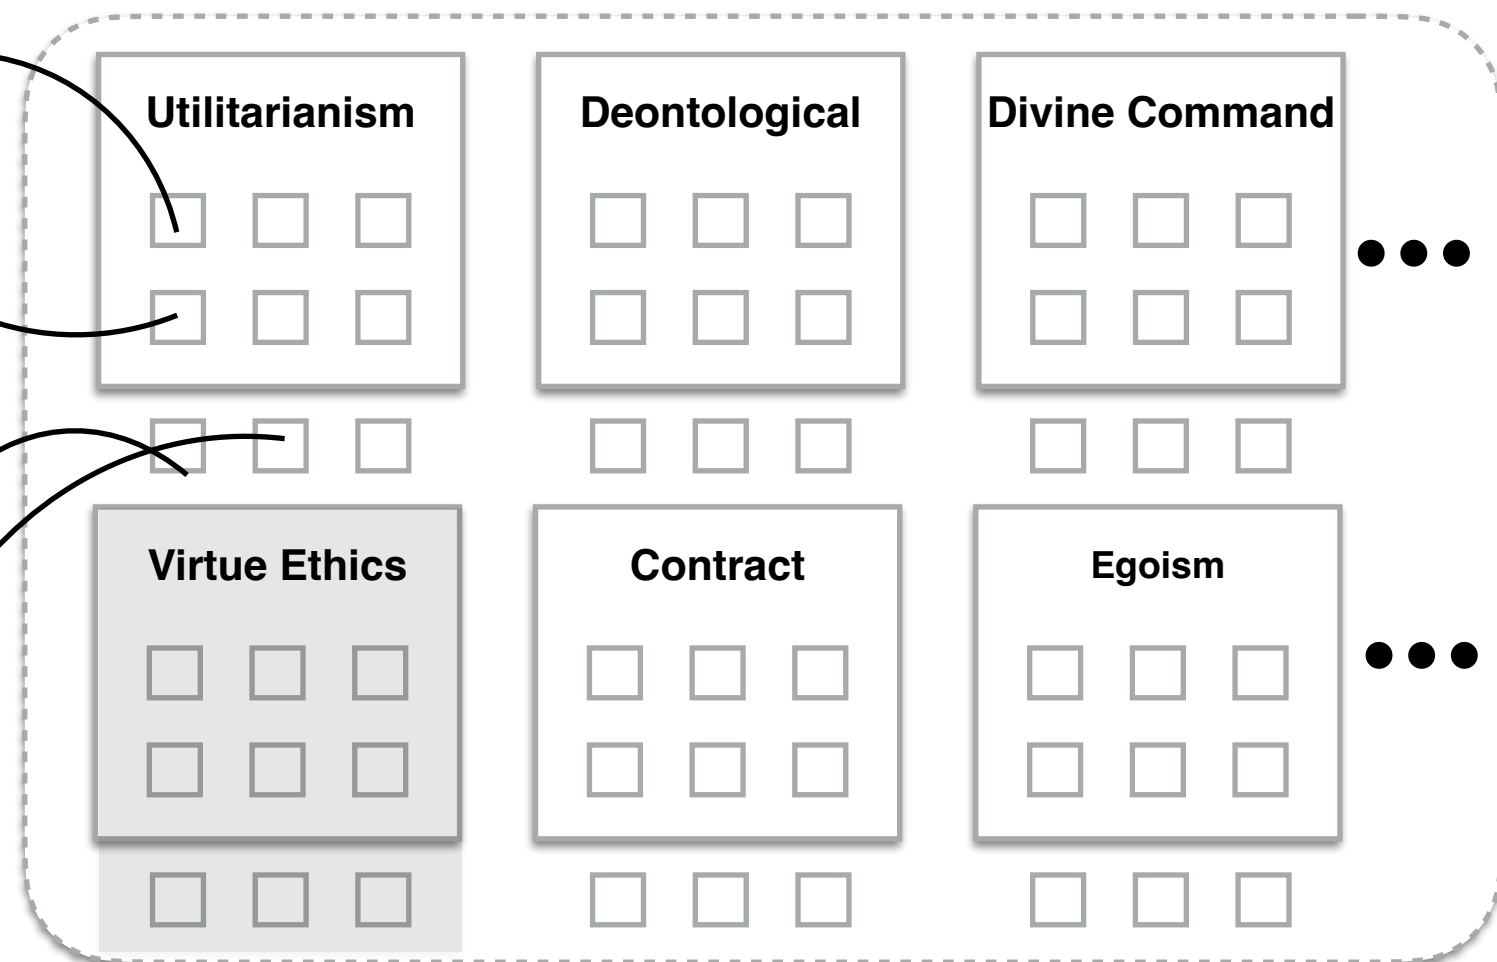 Utilitarianism
Deontological
Divine Command
Virtue Ethics
Contract
Egoism